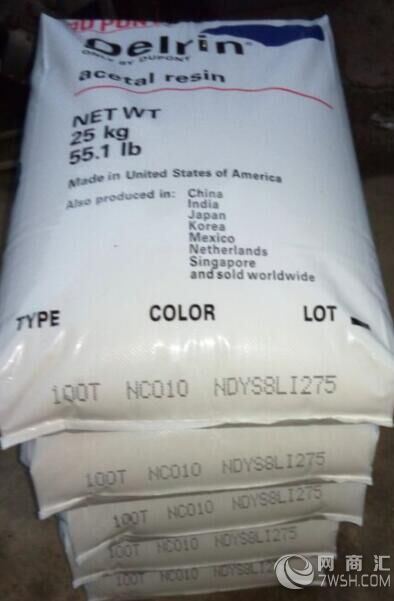 DUPONT
Delrin®
ONLY BY DUPONT
acetal resin
NET WT
25 kg
55.1 lb
Made in United States of America
Also produced in: China
India
Japan
Korea
Mexico
Netherlands
Singapore
and sold worldwide
TYPE COLOR LOT
100T NC010 NDYS8LI275
100T NC010 NDYS8LI275
100T NC010 NDYS8LI275
100T NC010 NDYS8LI275
100T NC010 NDYS8LI275
网商汇
7WSH.COM